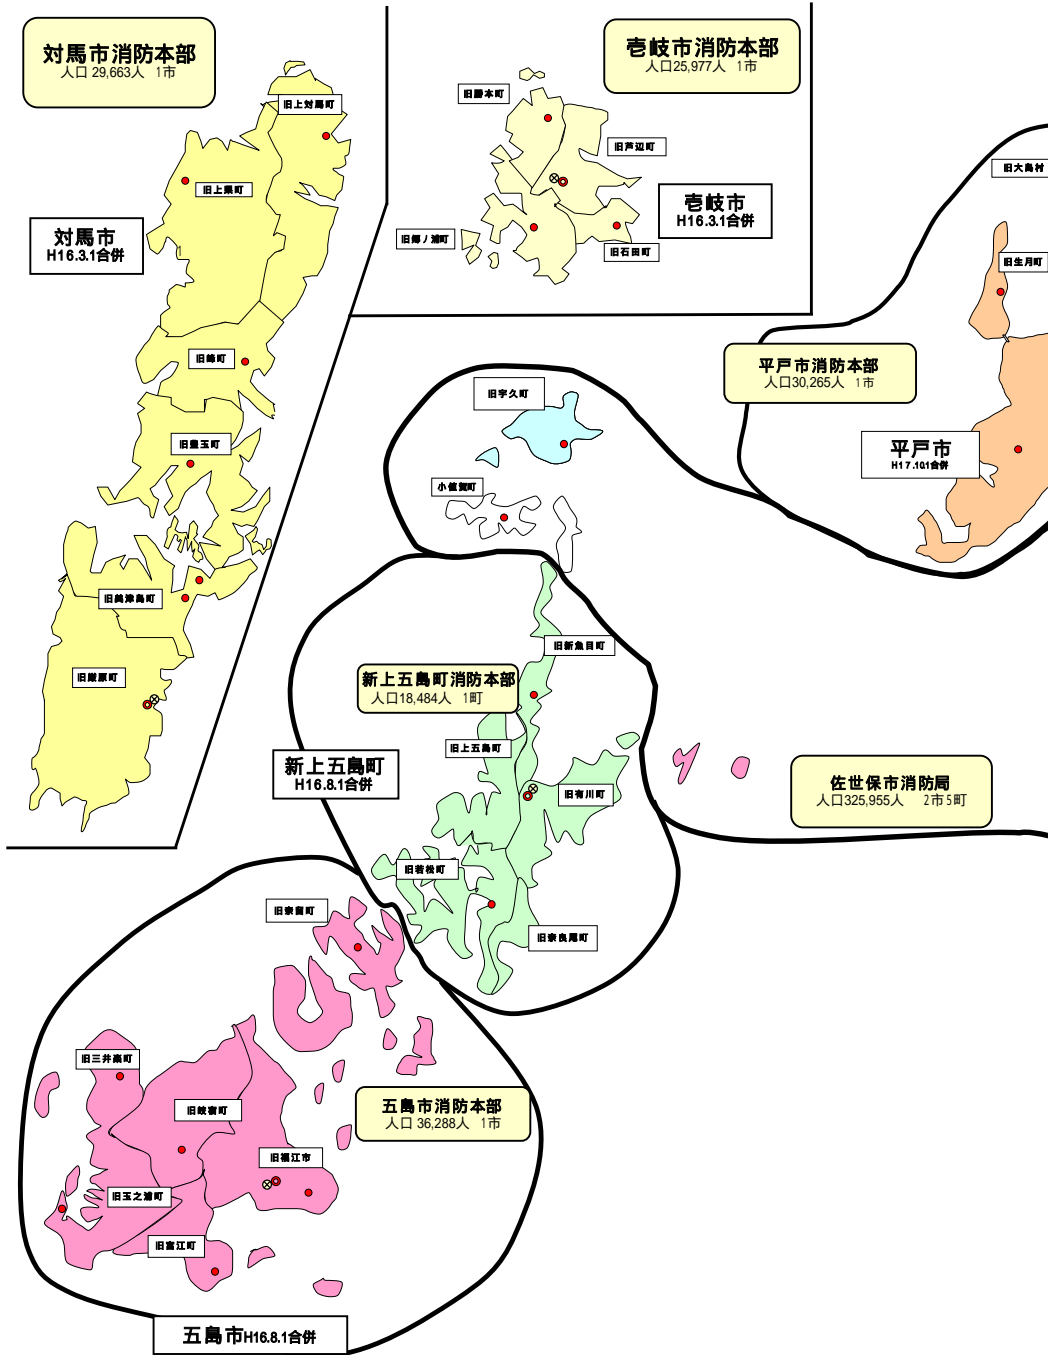 対馬市消防本部
人口 29,663人 1市
壱岐市消防本部
人口25,977人 1市
旧上対馬町
旧勝本町
旧芦辺町
旧大島村
旧上県町
壱岐市
H16.3.1合併
対馬市
H16.3.1合併
旧郷ノ浦町
旧石田町
旧生月町
旧峰町
平戸市消防本部
人口30,265人 1市
旧宇久町
旧豊玉町
平戸市
H17.10.1合併
小値賀町
旧美津島町
旧新魚目町
旧厳原町
新上五島町消防本部
人口18,484人 1町
旧上五島町
新上五島町
H16.8.1合併
旧有川町
佐世保市消防局
人口325,955人 2市5町
旧若松町
旧奈留町
旧奈良尾町
旧三井楽町
旧岐宿町
五島市消防本部
人口 36,288人 1市
旧福江市
旧玉之浦町
旧富江町
五島市H16.8.1合併